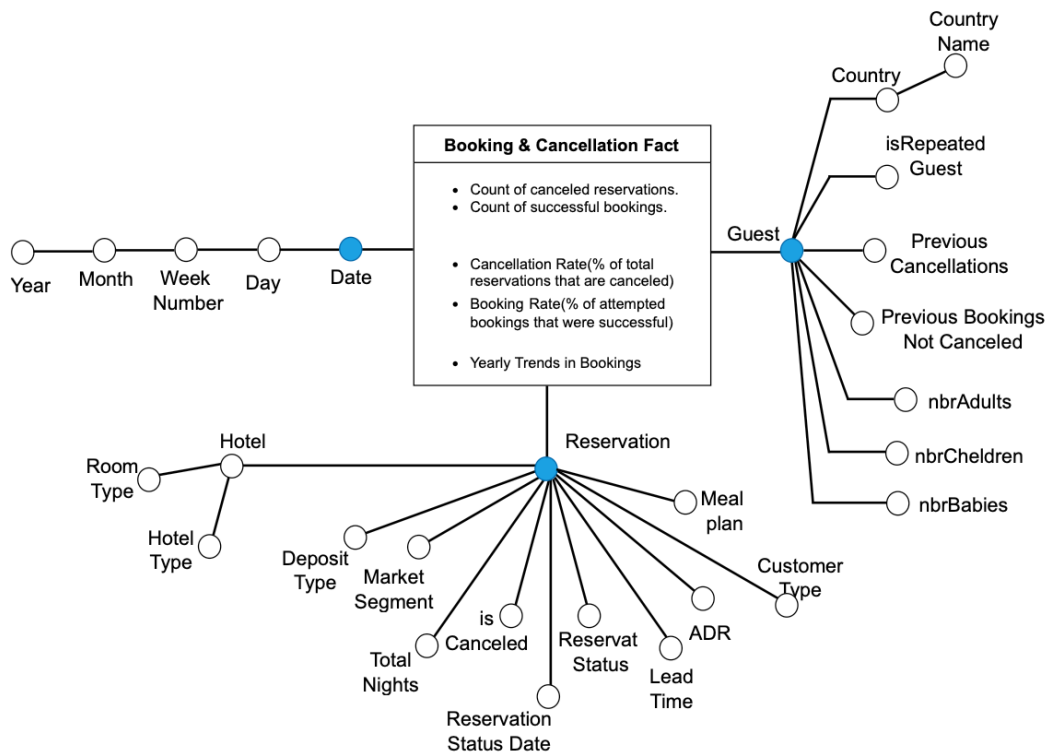 Country
Name
Country
isRepeated
Guest
Booking & Cancellation Fact
• Count of canceled reservations.
• Count of successful bookings.
• Cancellation Rate(% of total
reservations that are canceled)
• Booking Rate(% of attempted
bookings that were successful)
• Yearly Trends in Bookings
Guest
Previous
Cancellations
Previous Bookings
Not Canceled
nbrAdults
nbrCheldren
nbrBabies
Year
Month
Week
Number
Day
Date
Reservation
Hotel
Room
Type
Hotel
Type
Deposit
Type
Market
Segment
Total
Nights
is
Canceled
Reservation
Status Date
Reservat
Status
Lead
Time
ADR
Customer
Type
Meal
plan